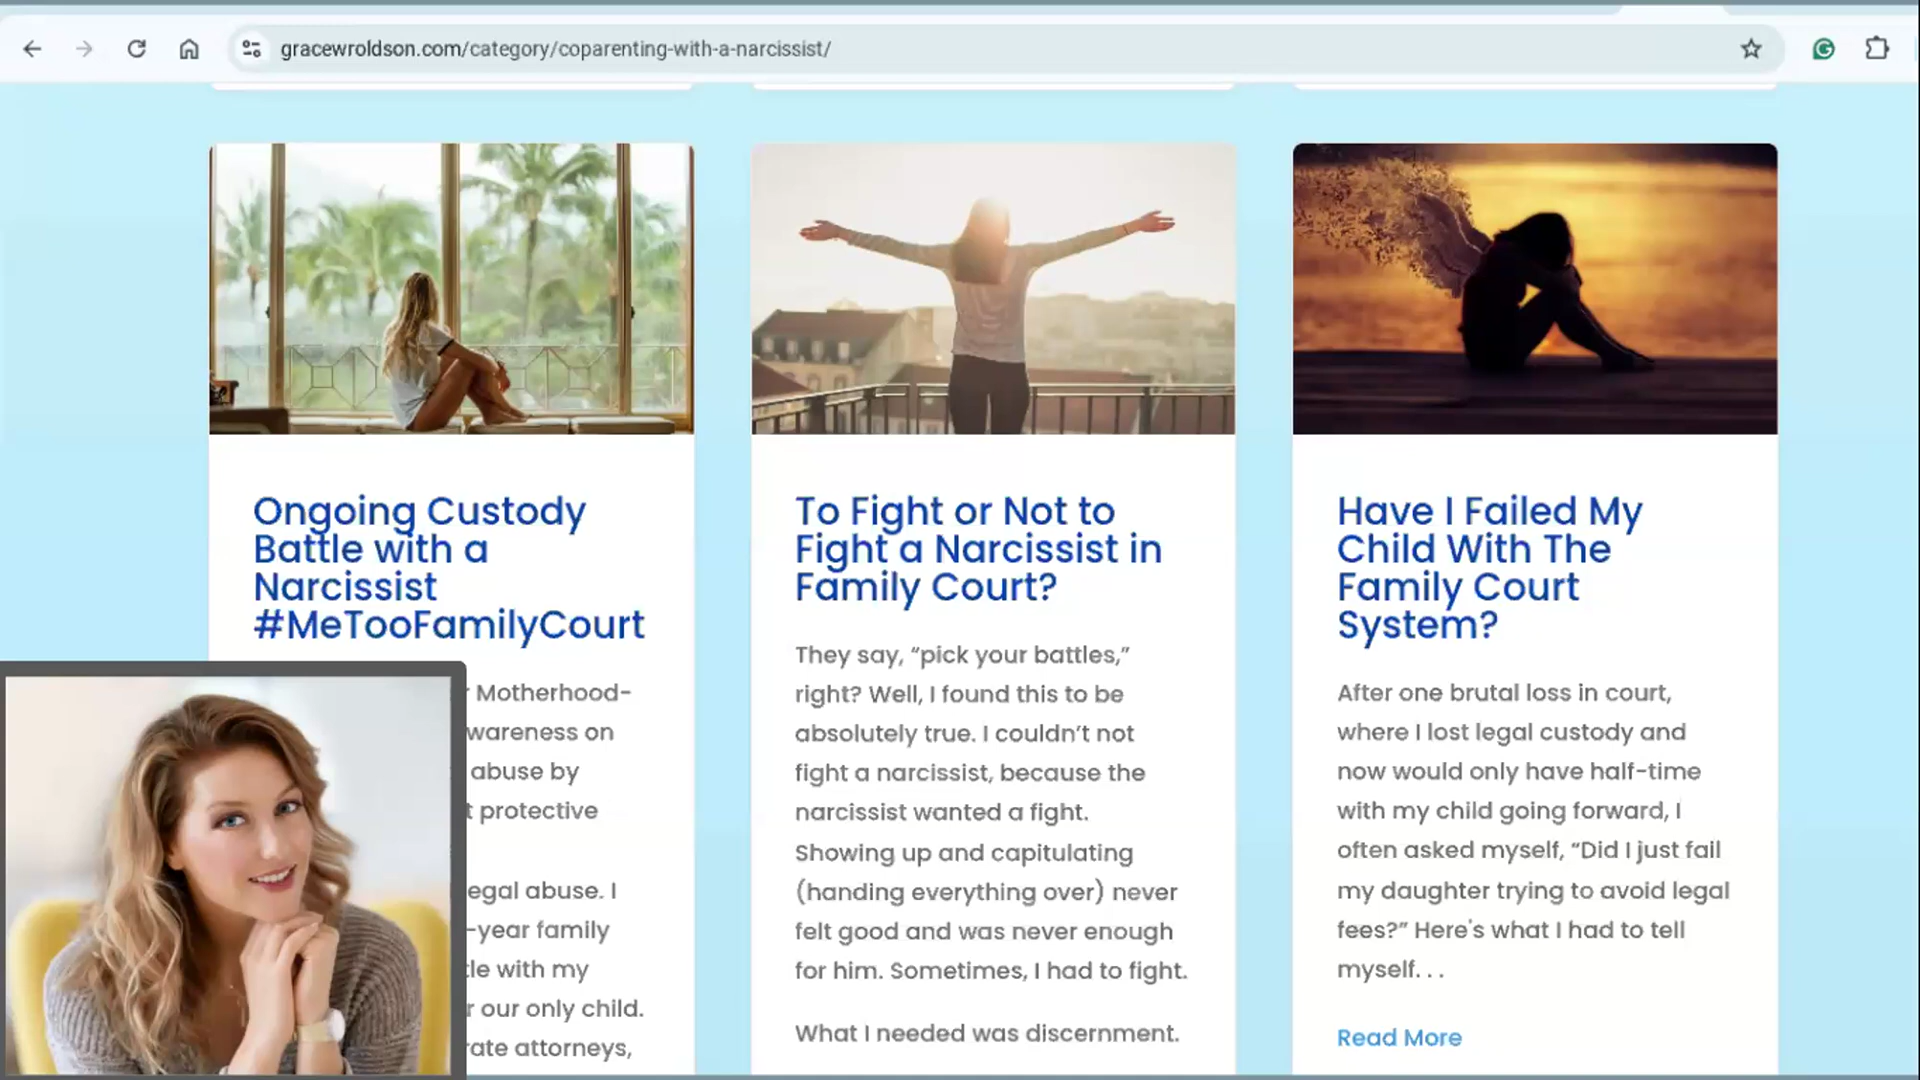 gracewroldson.com/category/coparenting-with-a-narcissist/
Ongoing Custody
Battle with a
Narcissist
#MeTooFamilyCourt
Motherhood-
wareness on
abuse by
protective
egal abuse. I
-year family
le with my
our only child.
rate attorneys,
To Fight or Not to
Fight a Narcissist in
Family Court?
They say, “pick your battles,”
right? Well, I found this to be
absolutely true. I couldn’t not
fight a narcissist, because the
narcissist wanted a fight.
Showing up and capitulating
(handing everything over) never
felt good and was never enough
for him. Sometimes, I had to fight.
What I needed was discernment.
Have I Failed My
Child With The
Family Court
System?
After one brutal loss in court,
where I lost legal custody and
now would only have half-time
with my child going forward, I
often asked myself, “Did I just fail
my daughter trying to avoid legal
fees?” Here's what I had to tell
myself. . .
Read More